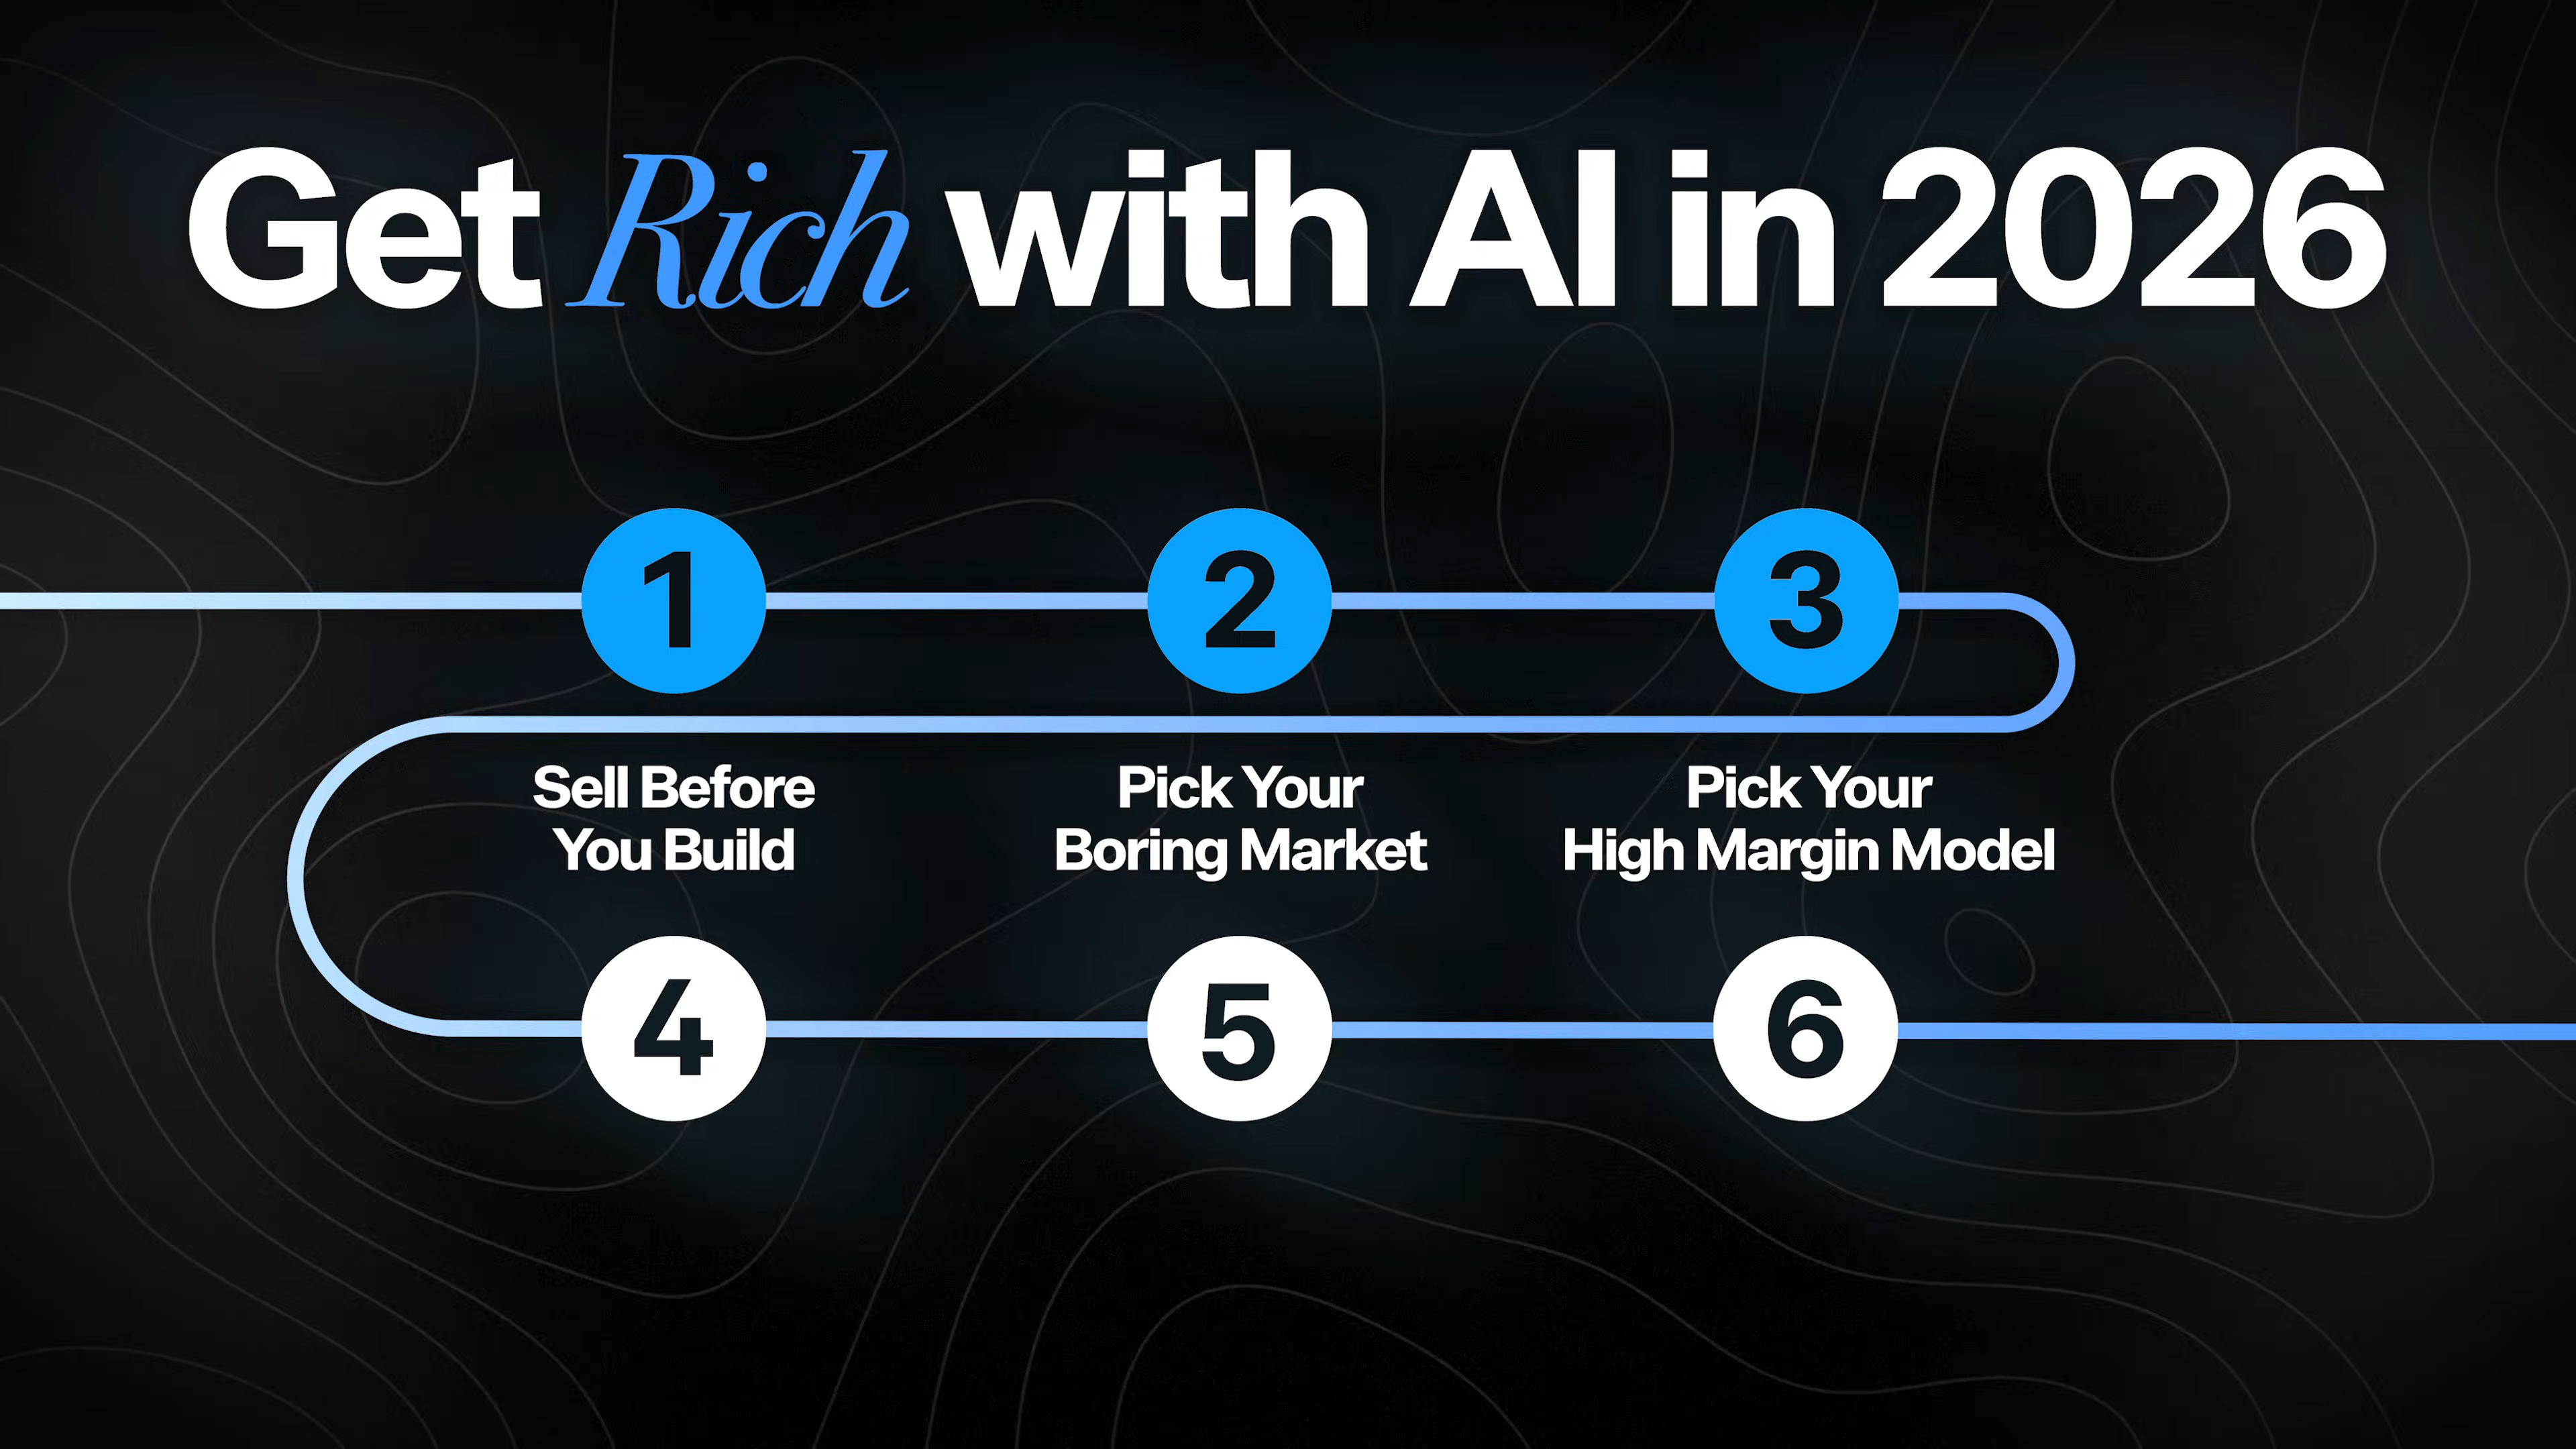 Get Rich with AI in 2026
1
2
3
Sell Before
You Build
Pick Your
Boring Market
Pick Your
High Margin Model
4
5
6